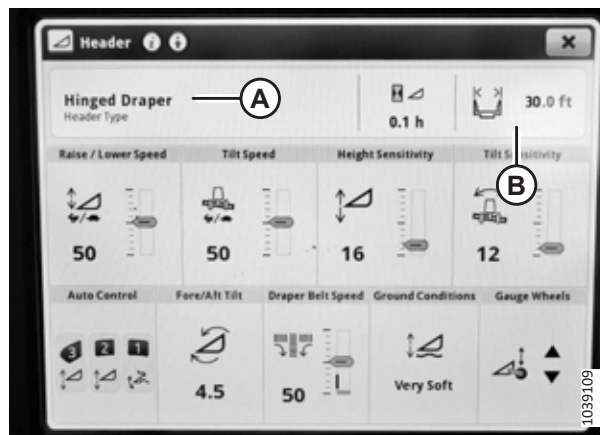 Header
Hinged Draper
Header Type
A
0.1 h
30.0 ft
B
Raise / Lower Speed
Tilt Speed
Height Sensitivity
Tilt Sensitivity
50
50
16
12
Auto Control
Fore/Aft Tilt
Draper Belt Speed
Ground Conditions
Gauge Wheels
3 2 1
4.5
50
Very Soft
1039109